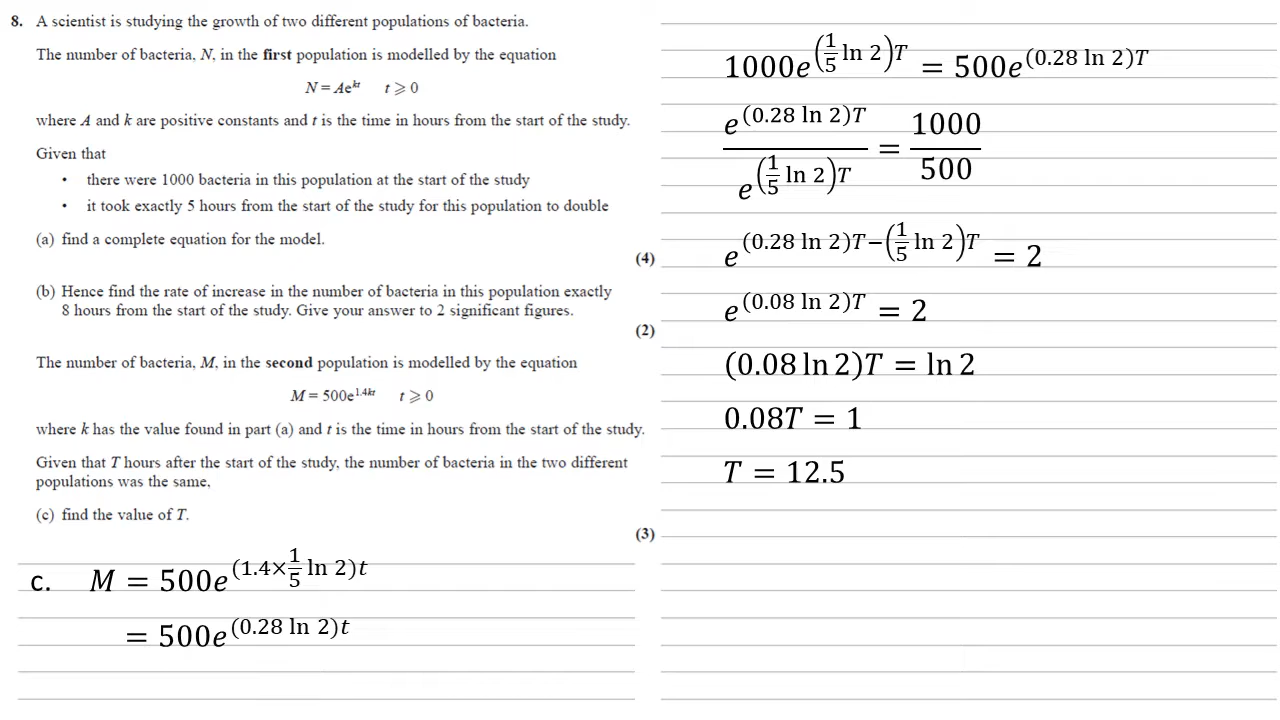 8. A scientist is studying the growth of two different populations of bacteria.
The number of bacteria, N, in the first population is modelled by the equation
N = Ae^{kt}    t ⩾ 0
where A and k are positive constants and t is the time in hours from the start of the study.
Given that
• there were 1000 bacteria in this population at the start of the study
• it took exactly 5 hours from the start of the study for this population to double
(a) find a complete equation for the model.
(4)
(b) Hence find the rate of increase in the number of bacteria in this population exactly
8 hours from the start of the study. Give your answer to 2 significant figures.
(2)
The number of bacteria, M, in the second population is modelled by the equation
M = 500e^{1.4kt}    t ⩾ 0
where k has the value found in part (a) and t is the time in hours from the start of the study.
Given that T hours after the start of the study, the number of bacteria in the two different
populations was the same,
(c) find the value of T.
(3)
c. M = 500e^{(1.4×\frac{1}{5} ln 2)t}
= 500e^{(0.28 ln 2)t}
1000e^{(\frac{1}{5} ln 2)T} = 500e^{(0.28 ln 2)T}
\frac{e^{(0.28 ln 2)T}}{e^{(\frac{1}{5} ln 2)T}} = \frac{1000}{500}
e^{(0.28 ln 2)T−(\frac{1}{5} ln 2)T} = 2
e^{(0.08 ln 2)T} = 2
(0.08 ln 2)T = ln 2
0.08T = 1
T = 12.5